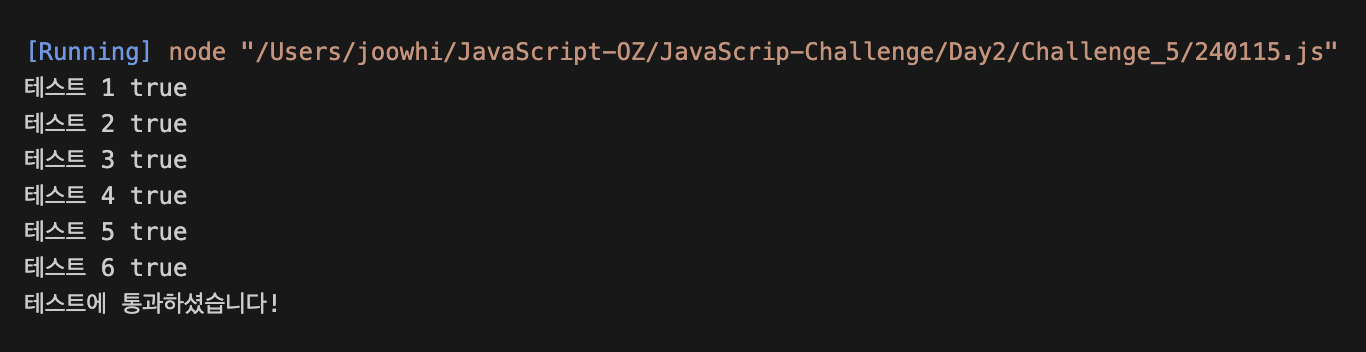 [Running] node "/Users/joowhi/JavaScript-OZ/JavaScrip-Challenge/Day2/Challenge_5/240115.js"
테스트 1 true
테스트 2 true
테스트 3 true
테스트 4 true
테스트 5 true
테스트 6 true
테스트에 통과하셨습니다!